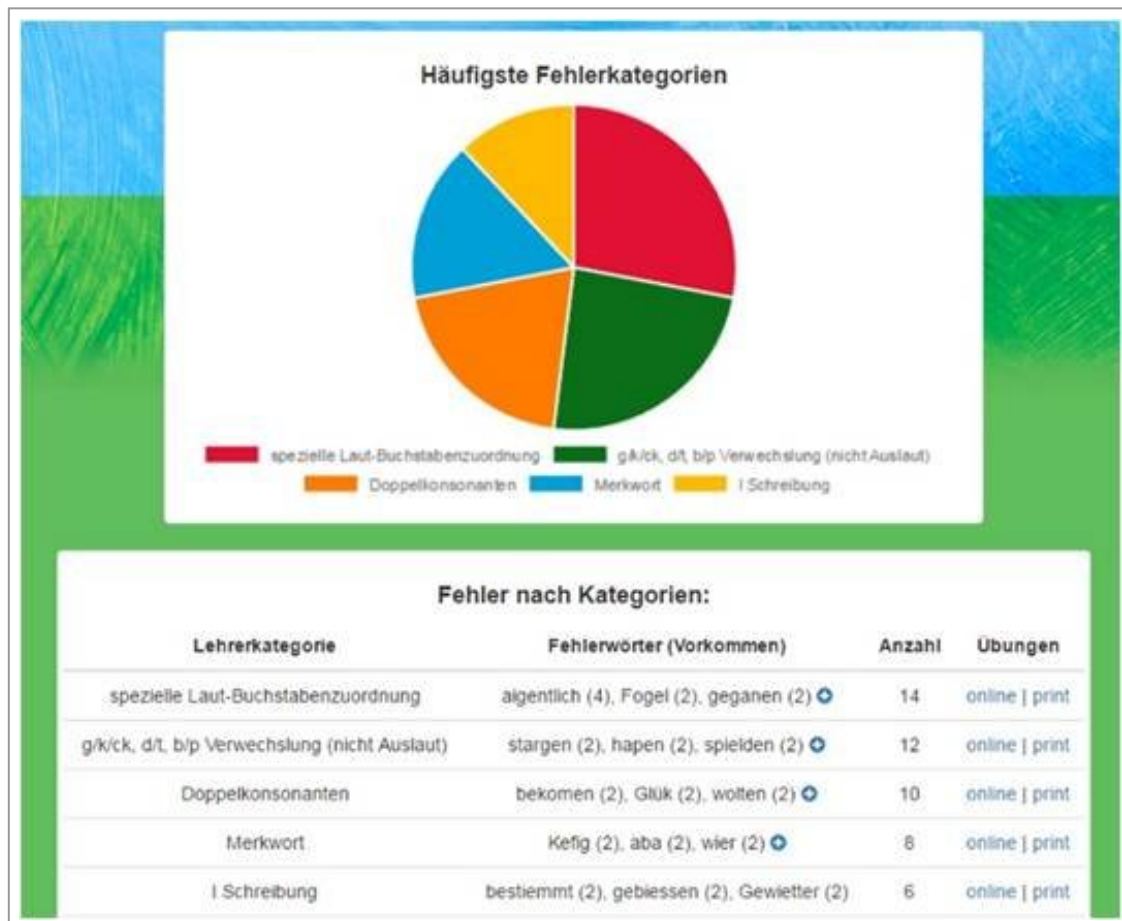 Häufigste Fehlerkategorien
spezielle Laut-Buchstabenzuordnung g/k/ck, d/t, b/p Verwechslung (nicht Auslaut)
Doppelkonsonanten Merkwort I Schreibung
Fehler nach Kategorien:
Lehrerkategorie Fehlerwörter (Vorkommen) Anzahl Übungen
spezielle Laut-Buchstabenzuordnung aigentlich (4), Fogel (2), geganen (2) 14 online | print
g/k/ck, d/t, b/p Verwechslung (nicht Auslaut) stargen (2), hapen (2), spielden (2) 12 online | print
Doppelkonsonanten bekomen (2), Glük (2), wolten (2) 10 online | print
Merkwort Kefig (2), aba (2), wier (2) 8 online | print
I Schreibung bestiemmt (2), gebiessen (2), Gewietter (2) 6 online | print